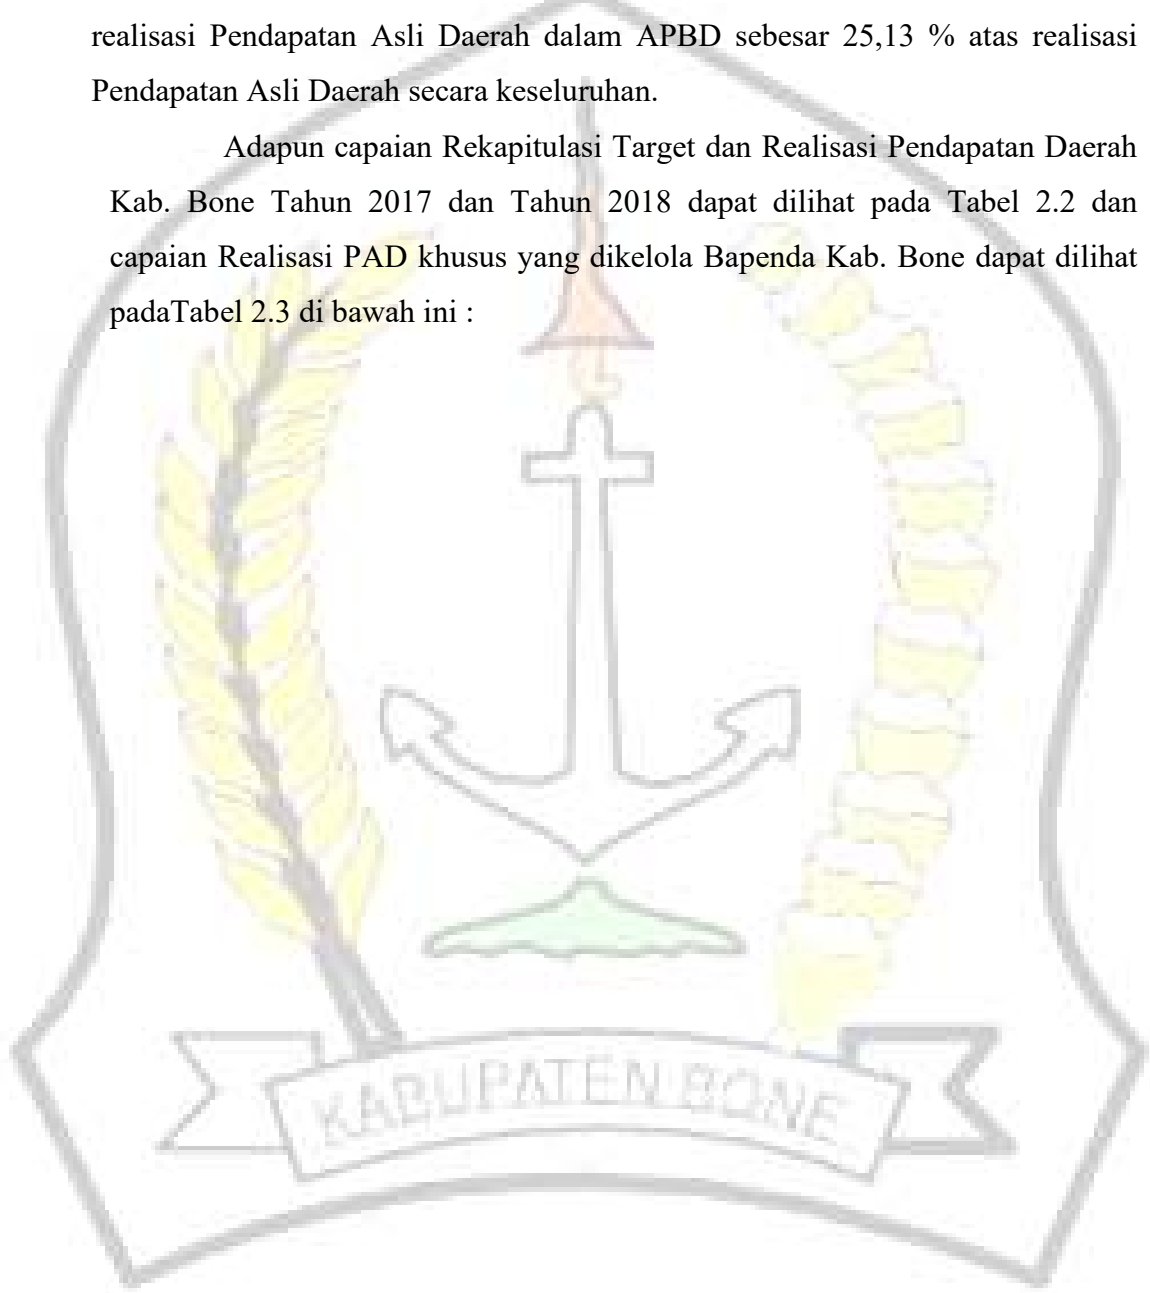 realisasi Pendapatan Asli Daerah dalam APBD sebesar 25,13 % atas realisasi
Pendapatan Asli Daerah secara keseluruhan.
Adapun capaian Rekapitulasi Target dan Realisasi Pendapatan Daerah
Kab. Bone Tahun 2017 dan Tahun 2018 dapat dilihat pada Tabel 2.2 dan
capaian Realisasi PAD khusus yang dikelola Bapenda Kab. Bone dapat dilihat
padaTabel 2.3 di bawah ini :
KABUPATEN BONE